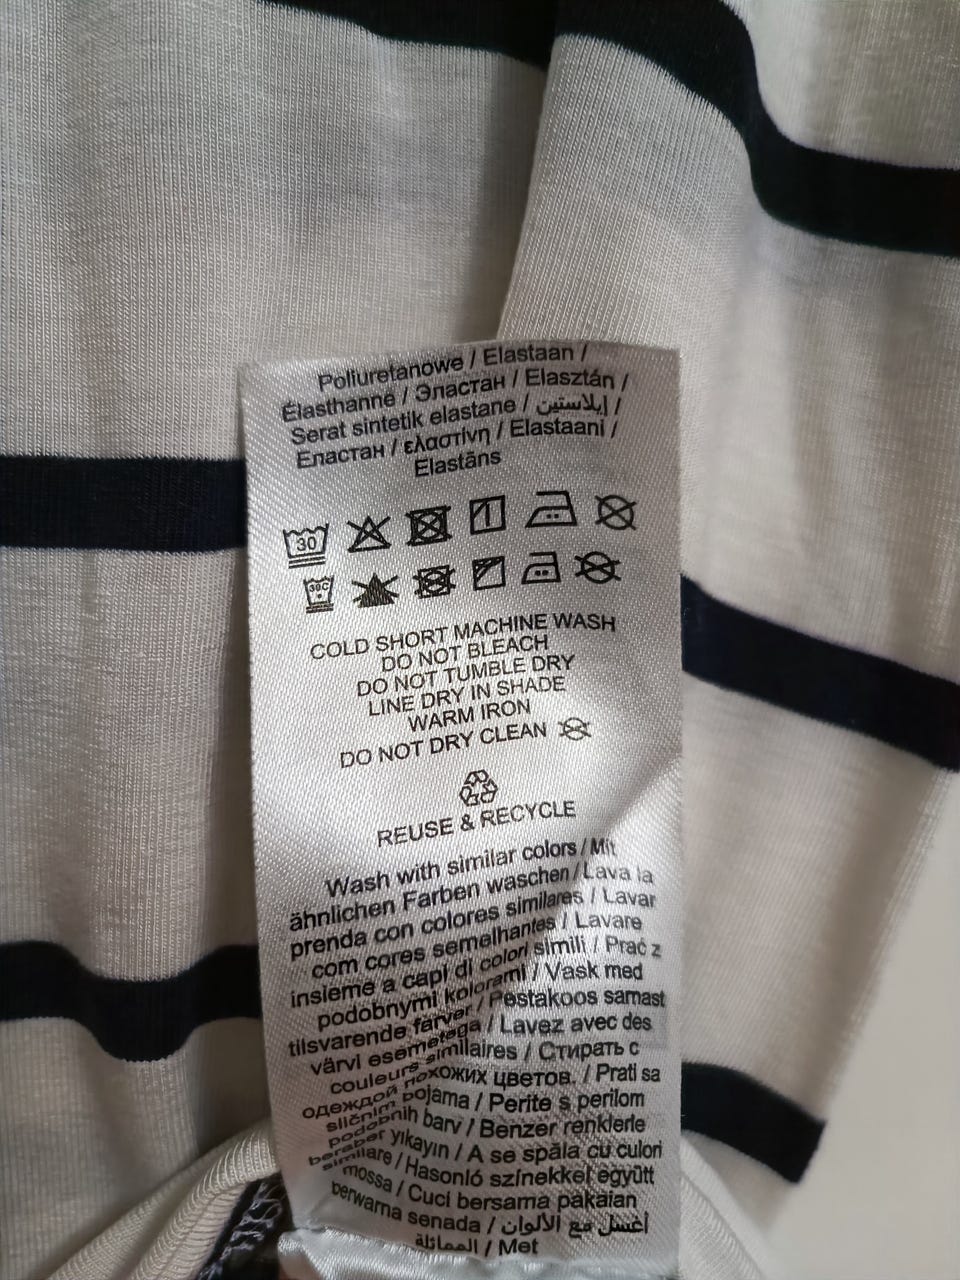 Poliuretanowe / Elastaan /
Élasthanne / Эластан / Elasztán /
Serat sintetik elastane / إيلاستين /
Еластан / ελαστίνη / Elastaani /
Elastāns
30
30C
COLD SHORT MACHINE WASH
DO NOT BLEACH
DO NOT TUMBLE DRY
LINE DRY IN SHADE
WARM IRON
DO NOT DRY CLEAN
REUSE & RECYCLE
Wash with similar colors / Mit
ähnlichen Farben waschen / Lava la
prenda con colores similares / Lavar
com cores semelhantes / Lavare
insieme a capi di colori simili / Prać z
podobnymi kolorami / Vask med
tilsvarende farver / Pestakoos samast
värvi esemetega / Lavez avec des
couleurs similaires / Стирать с
одеждой похожих цветов. / Prati sa
sličnim bojama / Perite s perilom
podobnih barv / Benzer renklerle
beraber yıkayın / A se spăla cu culori
similare / Hasonló színekkel együtt
mossa / Cuci bersama pakaian
berwarna senada / اغسل مع الألوان
المماثلة / Met